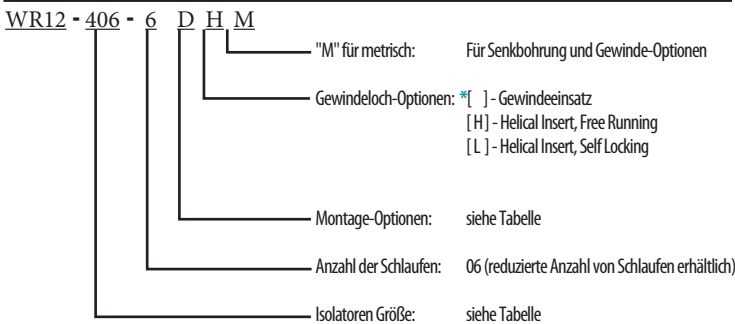 WR12 - 406 - 6 D H M
"M" für metrisch: Für Senkbohrung und Gewinde-Optionen
Gewindeloch-Optionen: *[ ] - Gewindeeinsatz
[ H ] - Helical Insert, Free Running
[ L ] - Helical Insert, Self Locking
Montage-Optionen: siehe Tabelle
Anzahl der Schlaufen: 06 (reduzierte Anzahl von Schlaufen erhältlich)
Isolatoren Größe: siehe Tabelle